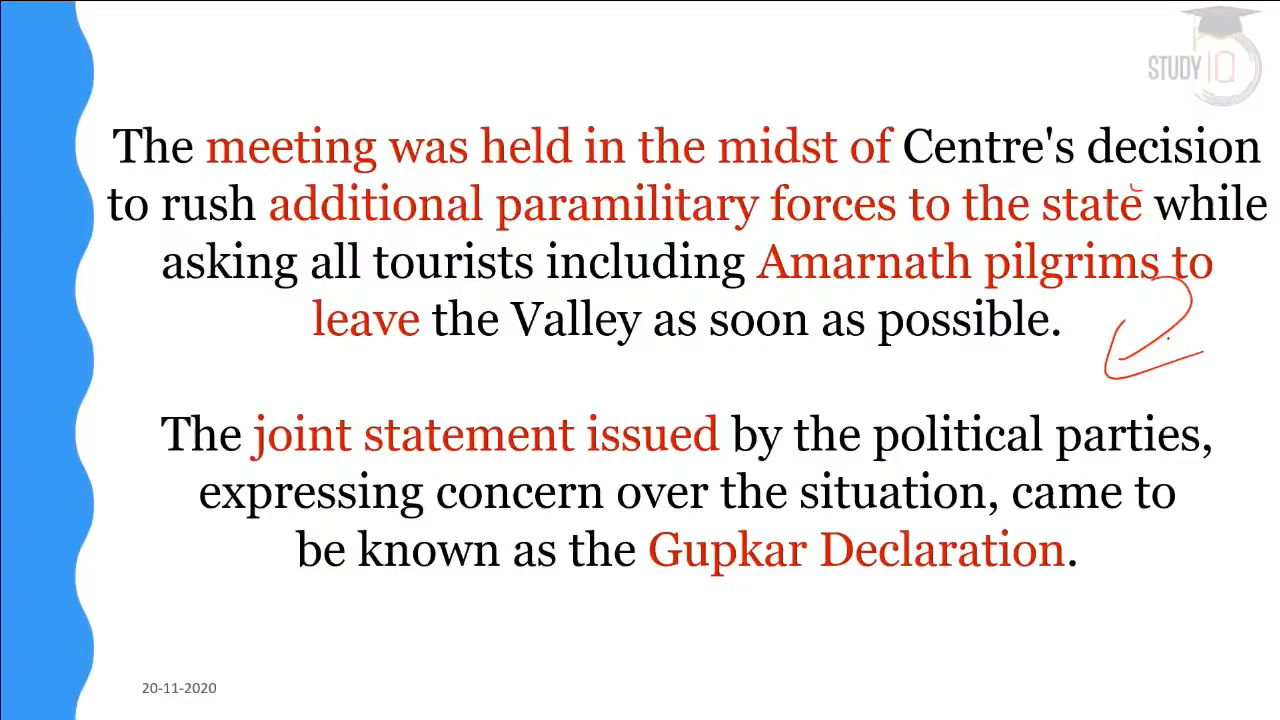 STUDY IQ
The meeting was held in the midst of Centre's decision
to rush additional paramilitary forces to the state while
asking all tourists including Amarnath pilgrims to
leave the Valley as soon as possible.
The joint statement issued by the political parties,
expressing concern over the situation, came to
be known as the Gupkar Declaration.
20-11-2020